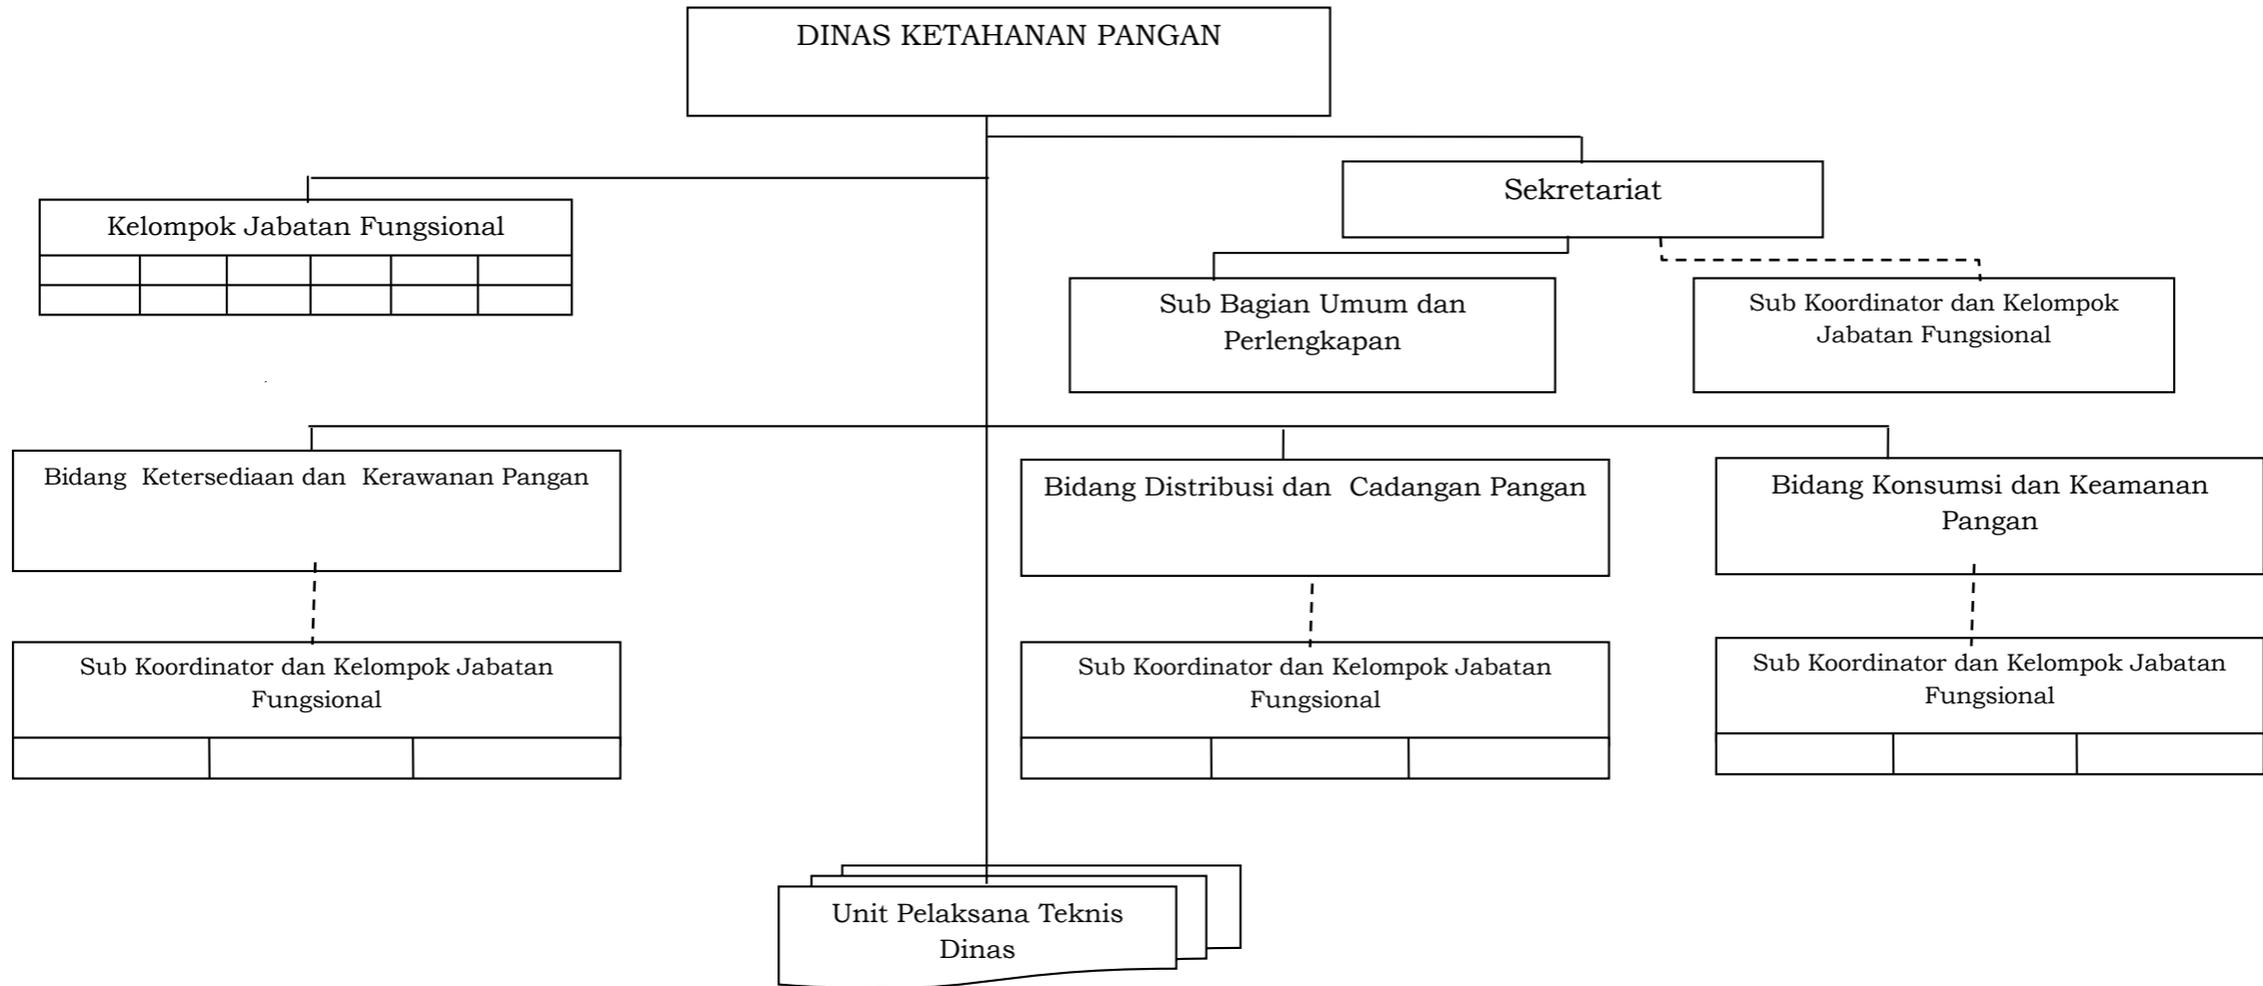 DINAS KETAHANAN PANGAN
Sekretariat
Kelompok Jabatan Fungsional
Sub Bagian Umum dan
Perlengkapan
Sub Koordinator dan Kelompok
Jabatan Fungsional
Bidang  Ketersediaan dan  Kerawanan Pangan
Bidang Distribusi dan  Cadangan Pangan
Bidang Konsumsi dan Keamanan
Pangan
Sub Koordinator dan Kelompok Jabatan
Fungsional
Sub Koordinator dan Kelompok Jabatan
Fungsional
Sub Koordinator dan Kelompok Jabatan
Fungsional
Unit Pelaksana Teknis
Dinas